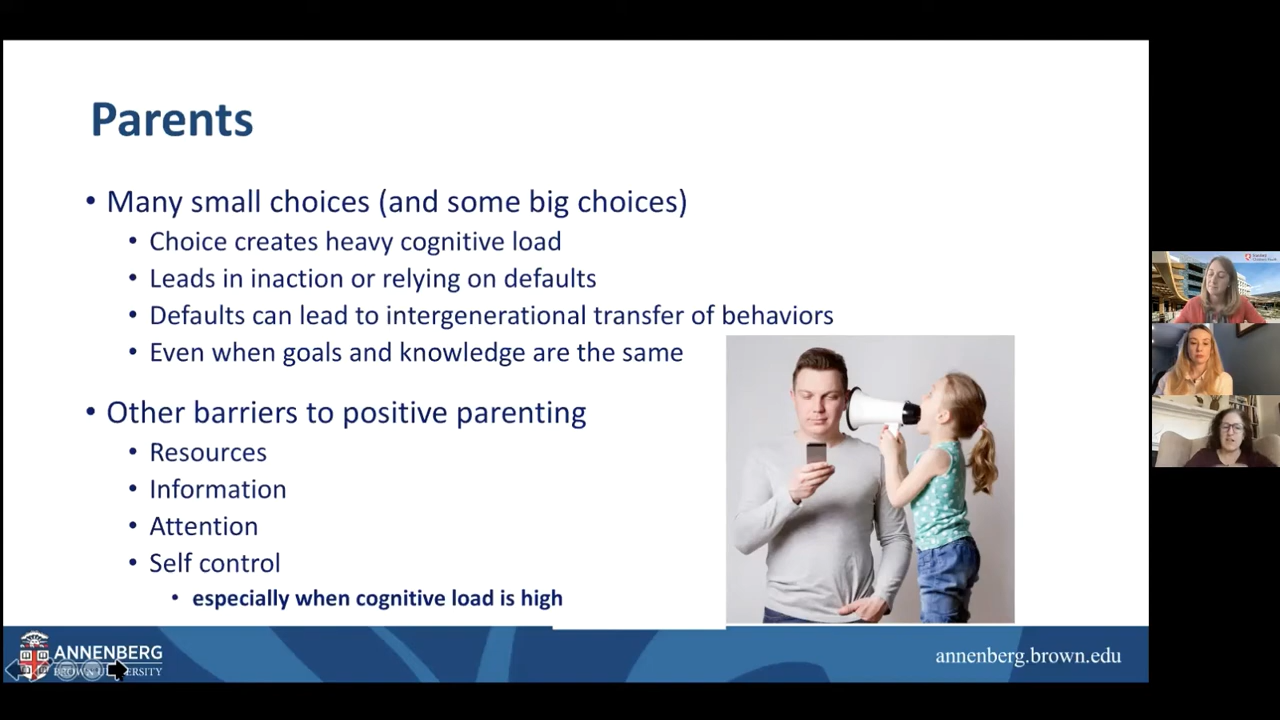 Parents
• Many small choices (and some big choices)
• Choice creates heavy cognitive load
• Leads in inaction or relying on defaults
• Defaults can lead to intergenerational transfer of behaviors
• Even when goals and knowledge are the same
• Other barriers to positive parenting
• Resources
• Information
• Attention
• Self control
• especially when cognitive load is high
ANNENBERG
BROWN UNIVERSITY
annenberg.brown.edu